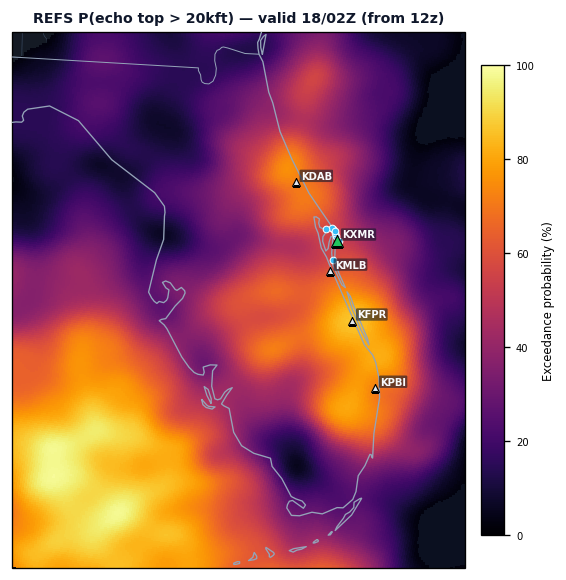 REFS P(echo top > 20kft) — valid 18/02Z (from 12z)
KDAB
KXMR
KMLB
KFPR
KPBI
100
80
60
40
20
0
Exceedance probability (%)